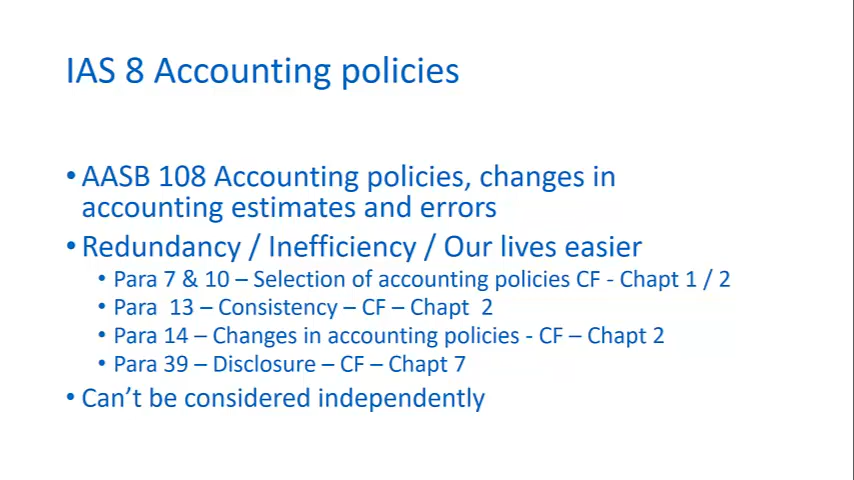 IAS 8 Accounting policies
• AASB 108 Accounting policies, changes in
accounting estimates and errors
• Redundancy / Inefficiency / Our lives easier
• Para 7 & 10 – Selection of accounting policies CF - Chapt 1 / 2
• Para  13 – Consistency – CF – Chapt  2
• Para 14 – Changes in accounting policies - CF – Chapt 2
• Para 39 – Disclosure – CF – Chapt 7
• Can’t be considered independently